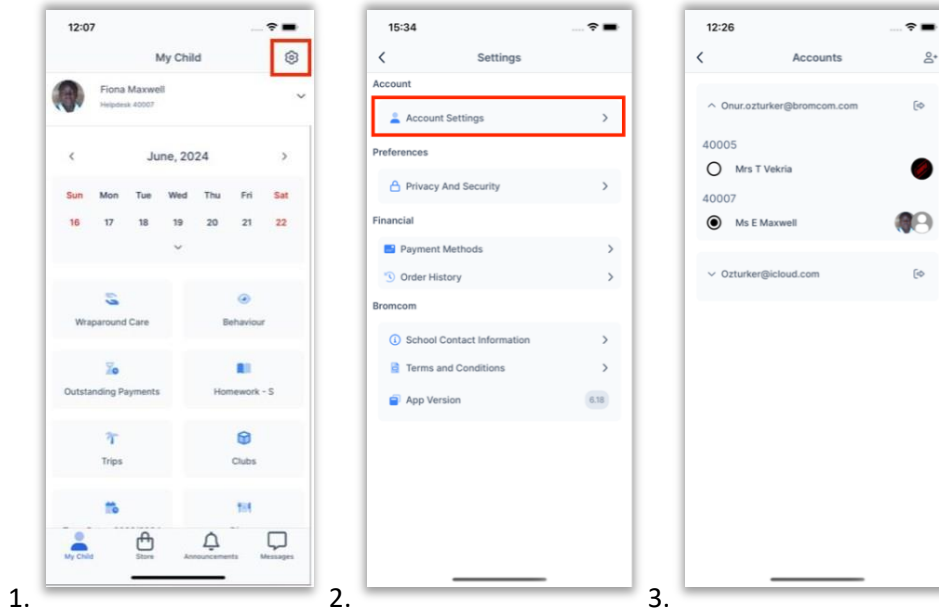 12:07
My Child
Fiona Maxwell
Helpdesk 40007
June, 2024
Sun Mon Tue Wed Thu Fri Sat
16 17 18 19 20 21 22
Wraparound Care
Behaviour
Outstanding Payments
Homework - S
Trips
Clubs
My Child
Store
Announcements
Messages
1.
15:34
Settings
Account
Account Settings
Preferences
Privacy And Security
Financial
Payment Methods
Order History
Bromcom
School Contact Information
Terms and Conditions
App Version 6.18
2.
12:26
Accounts
Onur.ozturker@bromcom.com
40005
Mrs T Vekria
40007
Ms E Maxwell
Ozturker@icloud.com
3.